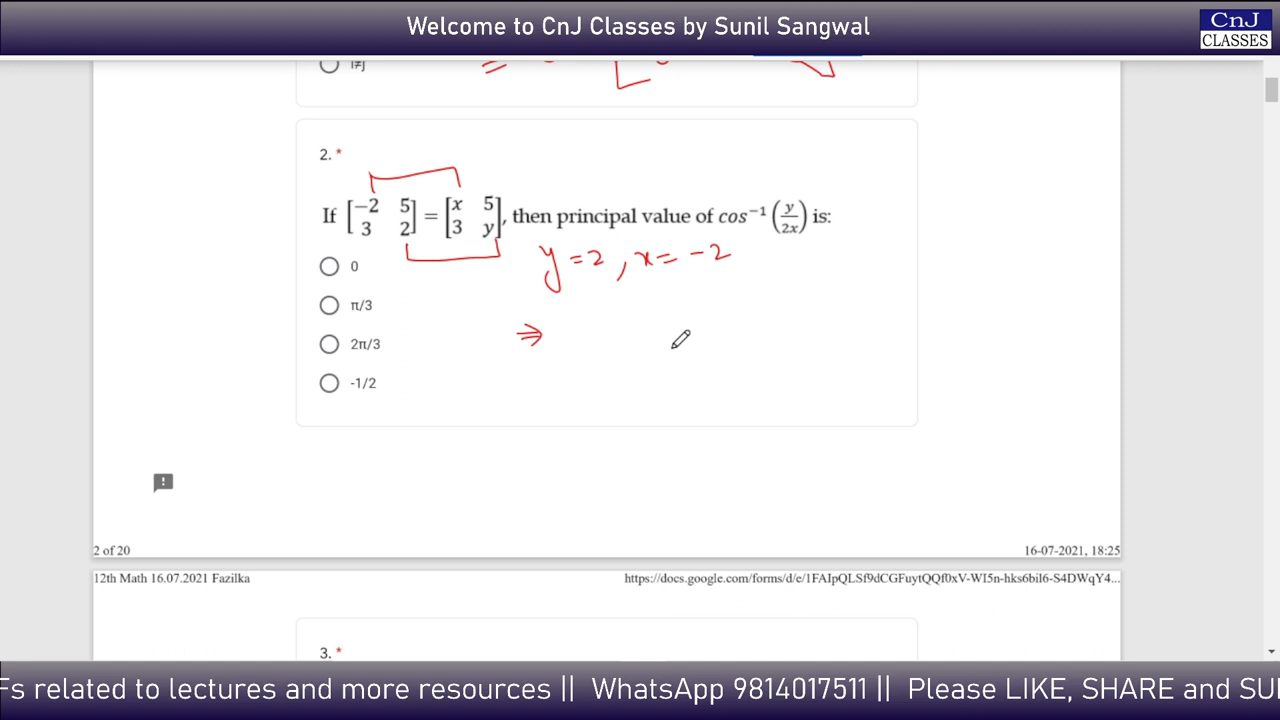 Welcome to CnJ Classes by Sunil Sangwal
CnJ
CLASSES
2. *
If [−2 5 3 2] = [x 5 3 y], then principal value of cos⁻¹ (y/2x) is:
y = 2 , x = −2
0
π/3
⇒
2π/3
-1/2
!
2 of 20
16-07-2021, 18:25
12th Math 16.07.2021 Fazilka
https://docs.google.com/forms/d/e/1FAIpQLSf9dCGFuytQQf0xV-WI5n-hks6bil6-S4DWqY4...
3. *
Fs related to lectures and more resources || WhatsApp 9814017511 || Please LIKE, SHARE and SU